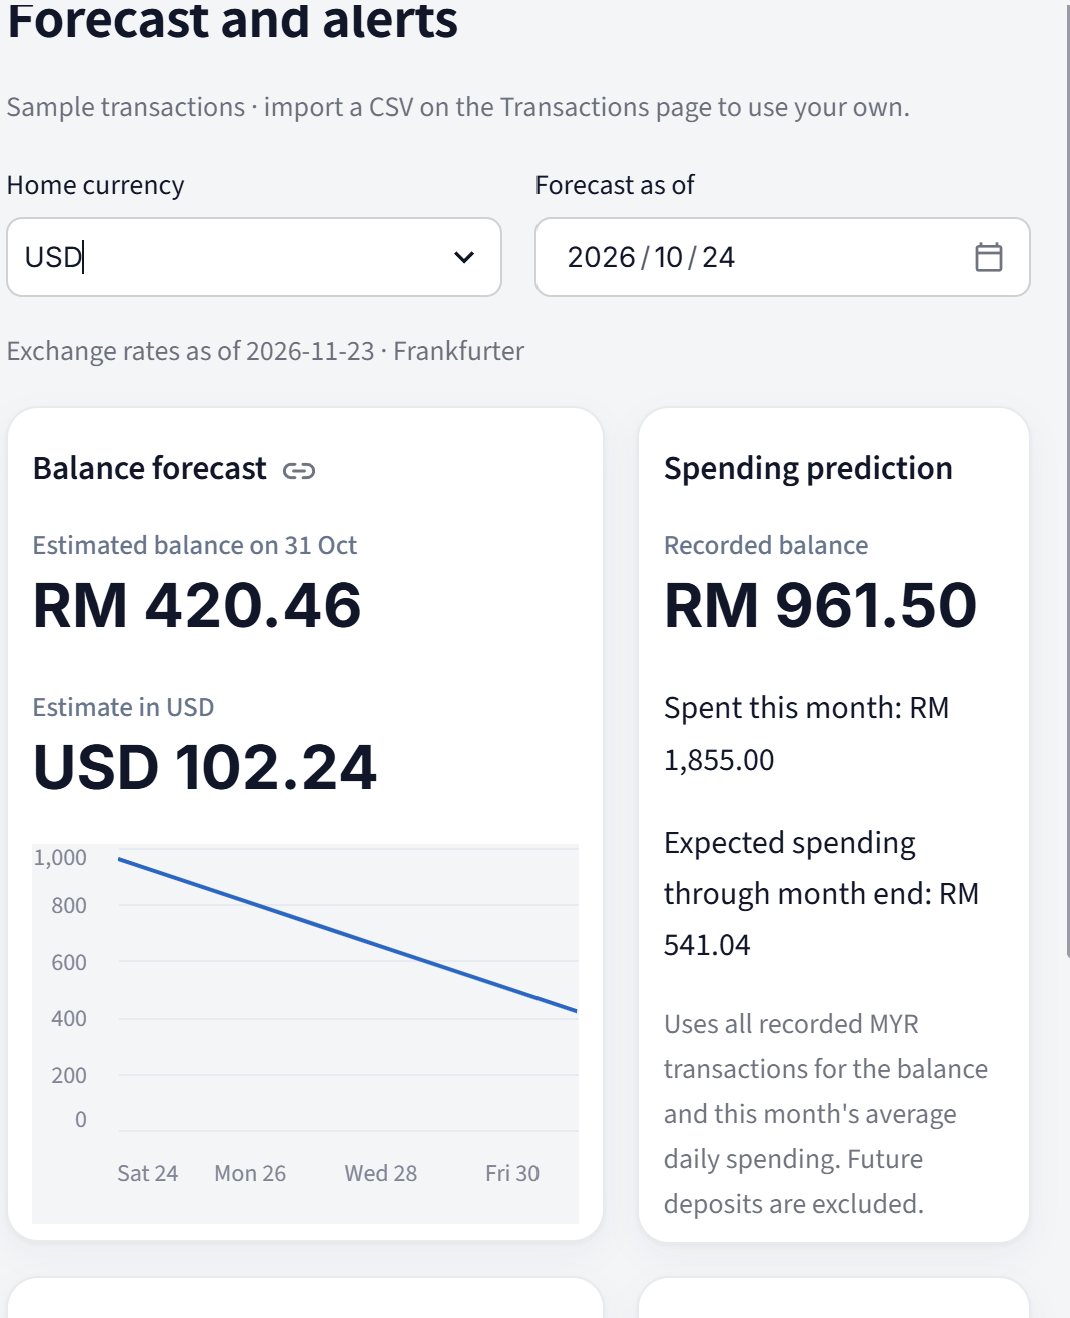 Forecast and alerts
Sample transactions · import a CSV on the Transactions page to use your own.
Home currency
USD
Forecast as of
2026/10/24
Exchange rates as of 2026-11-23 · Frankfurter
Balance forecast
Estimated balance on 31 Oct
RM 420.46
Estimate in USD
USD 102.24
1,000
800
600
400
200
0
Sat 24
Mon 26
Wed 28
Fri 30
Spending prediction
Recorded balance
RM 961.50
Spent this month: RM
1,855.00
Expected spending
through month end: RM
541.04
Uses all recorded MYR
transactions for the balance
and this month's average
daily spending. Future
deposits are excluded.